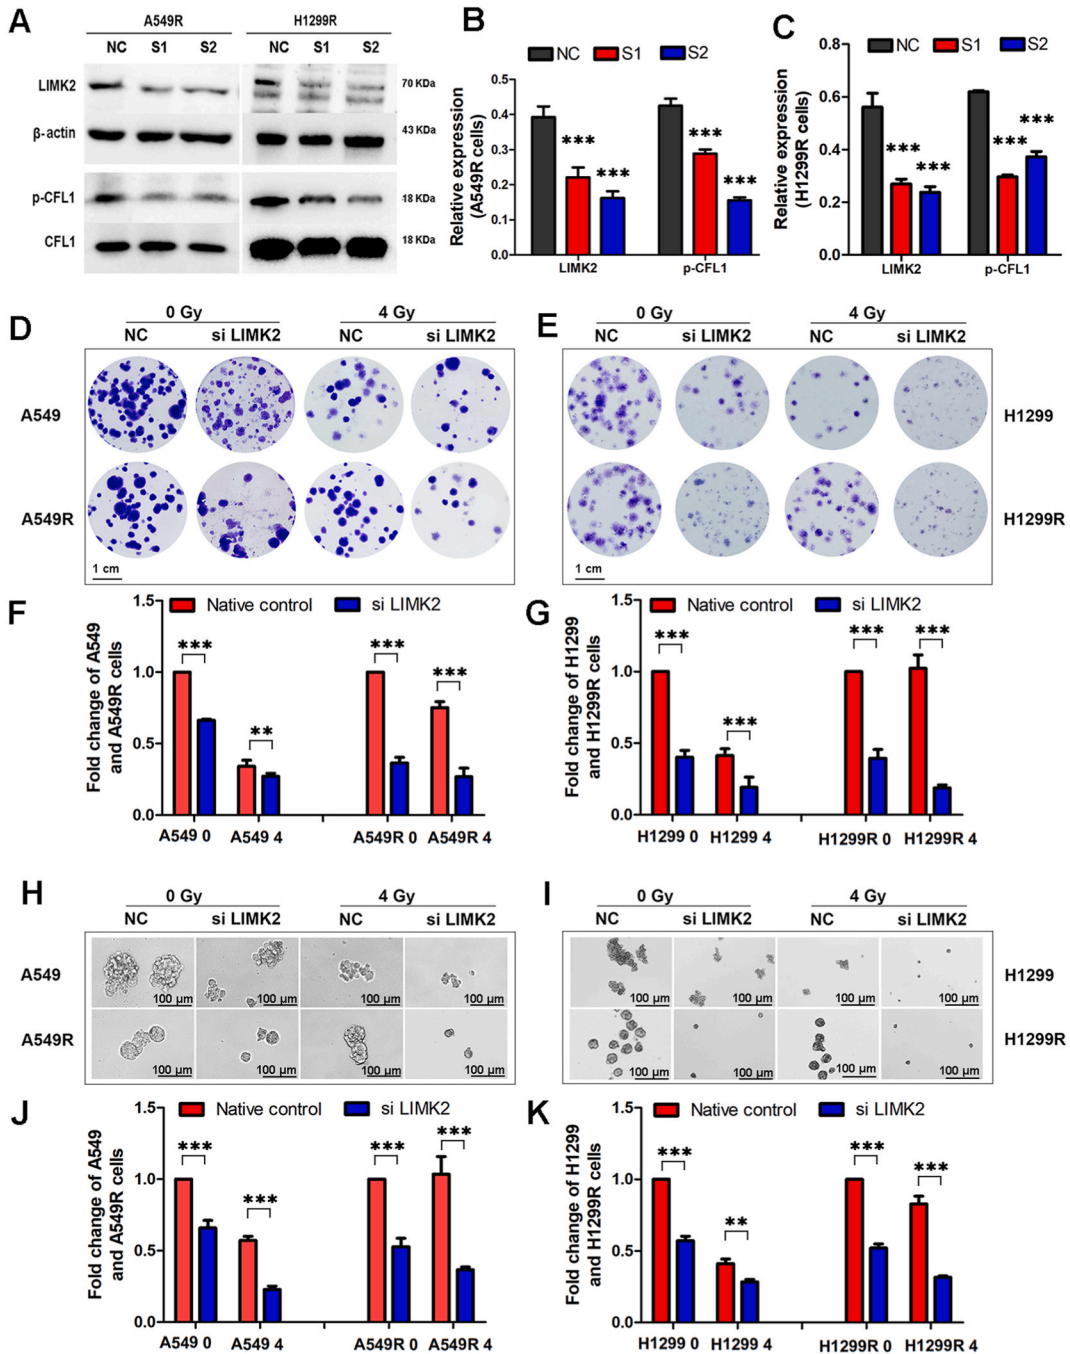 A
A549R H1299R
NC S1 S2 NC S1 S2
LIMK2 70 KDa
β-actin 43 KDa
p-CFL1 18 KDa
CFL1 18 KDa
B
NC S1 S2
Relative expression
(A549R cells)
0.5
0.4
0.3
0.2
0.1
0.0
*** *** *** ***
LIMK2 p-CFL1
C
NC S1 S2
Relative expression
(H1299R cells)
0.8
0.6
0.4
0.2
0.0
*** *** *** ***
LIMK2 p-CFL1
D
0 Gy 4 Gy
NC si LIMK2 NC si LIMK2
A549
A549R
1 cm
E
0 Gy 4 Gy
NC si LIMK2 NC si LIMK2
H1299
H1299R
1 cm
F
Native control si LIMK2
Fold change of A549
and A549R cells
1.5
1.0
0.5
0.0
*** ** *** ***
A549 0 A549 4 A549R 0 A549R 4
G
Native control si LIMK2
Fold change of H1299
and H1299R cells
1.5
1.0
0.5
0.0
*** *** *** ***
H1299 0 H1299 4 H1299R 0 H1299R 4
H
0 Gy 4 Gy
NC si LIMK2 NC si LIMK2
A549
100 µm 100 µm 100 µm 100 µm
A549R
100 µm 100 µm 100 µm 100 µm
I
0 Gy 4 Gy
NC si LIMK2 NC si LIMK2
H1299
100 µm 100 µm 100 µm 100 µm
H1299R
100 µm 100 µm 100 µm 100 µm
J
Native control si LIMK2
Fold change of A549
and A549R cells
1.5
1.0
0.5
0.0
*** *** *** ***
A549 0 A549 4 A549R 0 A549R 4
K
Native control si LIMK2
Fold change of H1299
and H1299R cells
1.5
1.0
0.5
0.0
*** ** *** ***
H1299 0 H1299 4 H1299R 0 H1299R 4